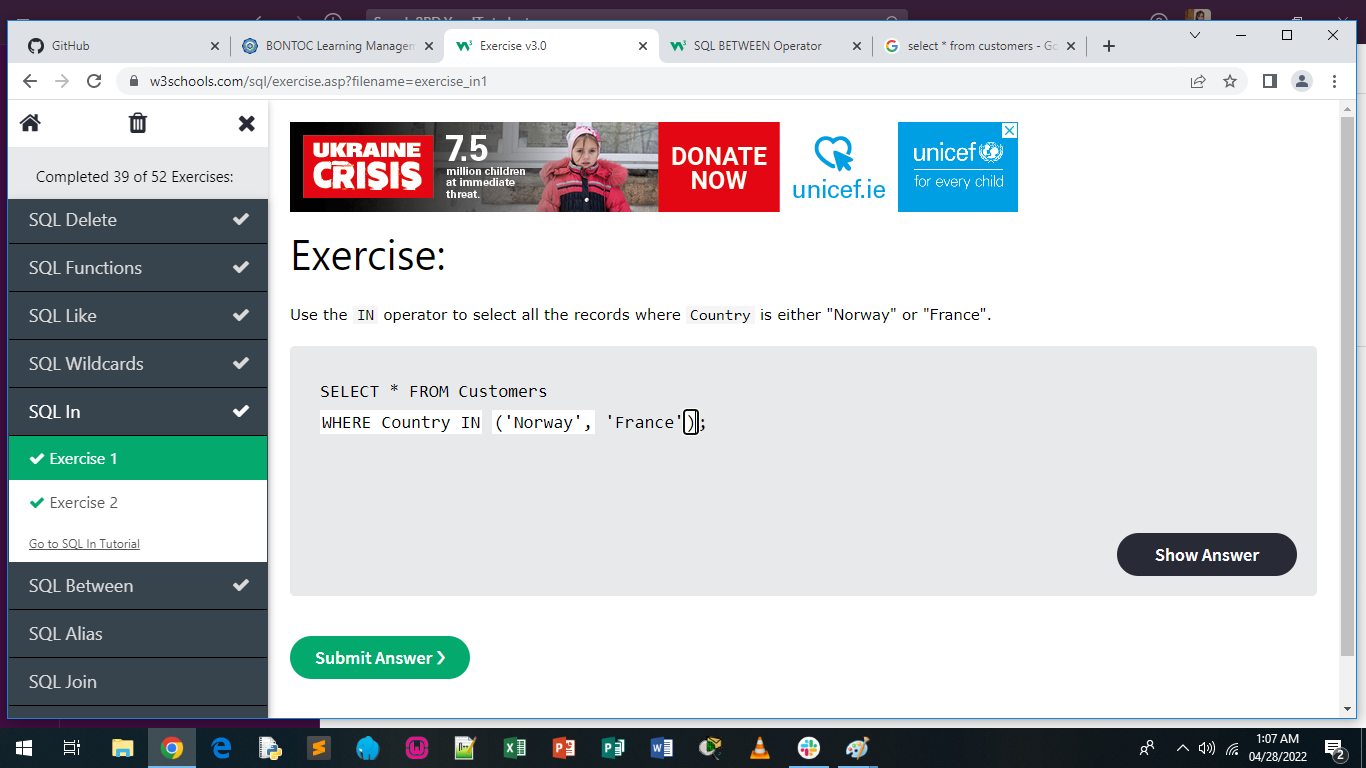 GitHub
BONTOC Learning Managem
Exercise v3.0
SQL BETWEEN Operator
select * from customers - Go
w3schools.com/sql/exercise.asp?filename=exercise_in1
Completed 39 of 52 Exercises:
SQL Delete
SQL Functions
SQL Like
SQL Wildcards
SQL In
Exercise 1
Exercise 2
Go to SQL In Tutorial
SQL Between
SQL Alias
SQL Join
UKRAINE
CRISIS
7.5
million children
at immediate
threat.
DONATE
NOW
unicef.ie
unicef
for every child
Exercise:
Use the IN operator to select all the records where Country is either "Norway" or "France".
SELECT * FROM Customers
WHERE Country IN ('Norway', 'France');
Show Answer
Submit Answer ❯
1:07 AM
04/28/2022
2